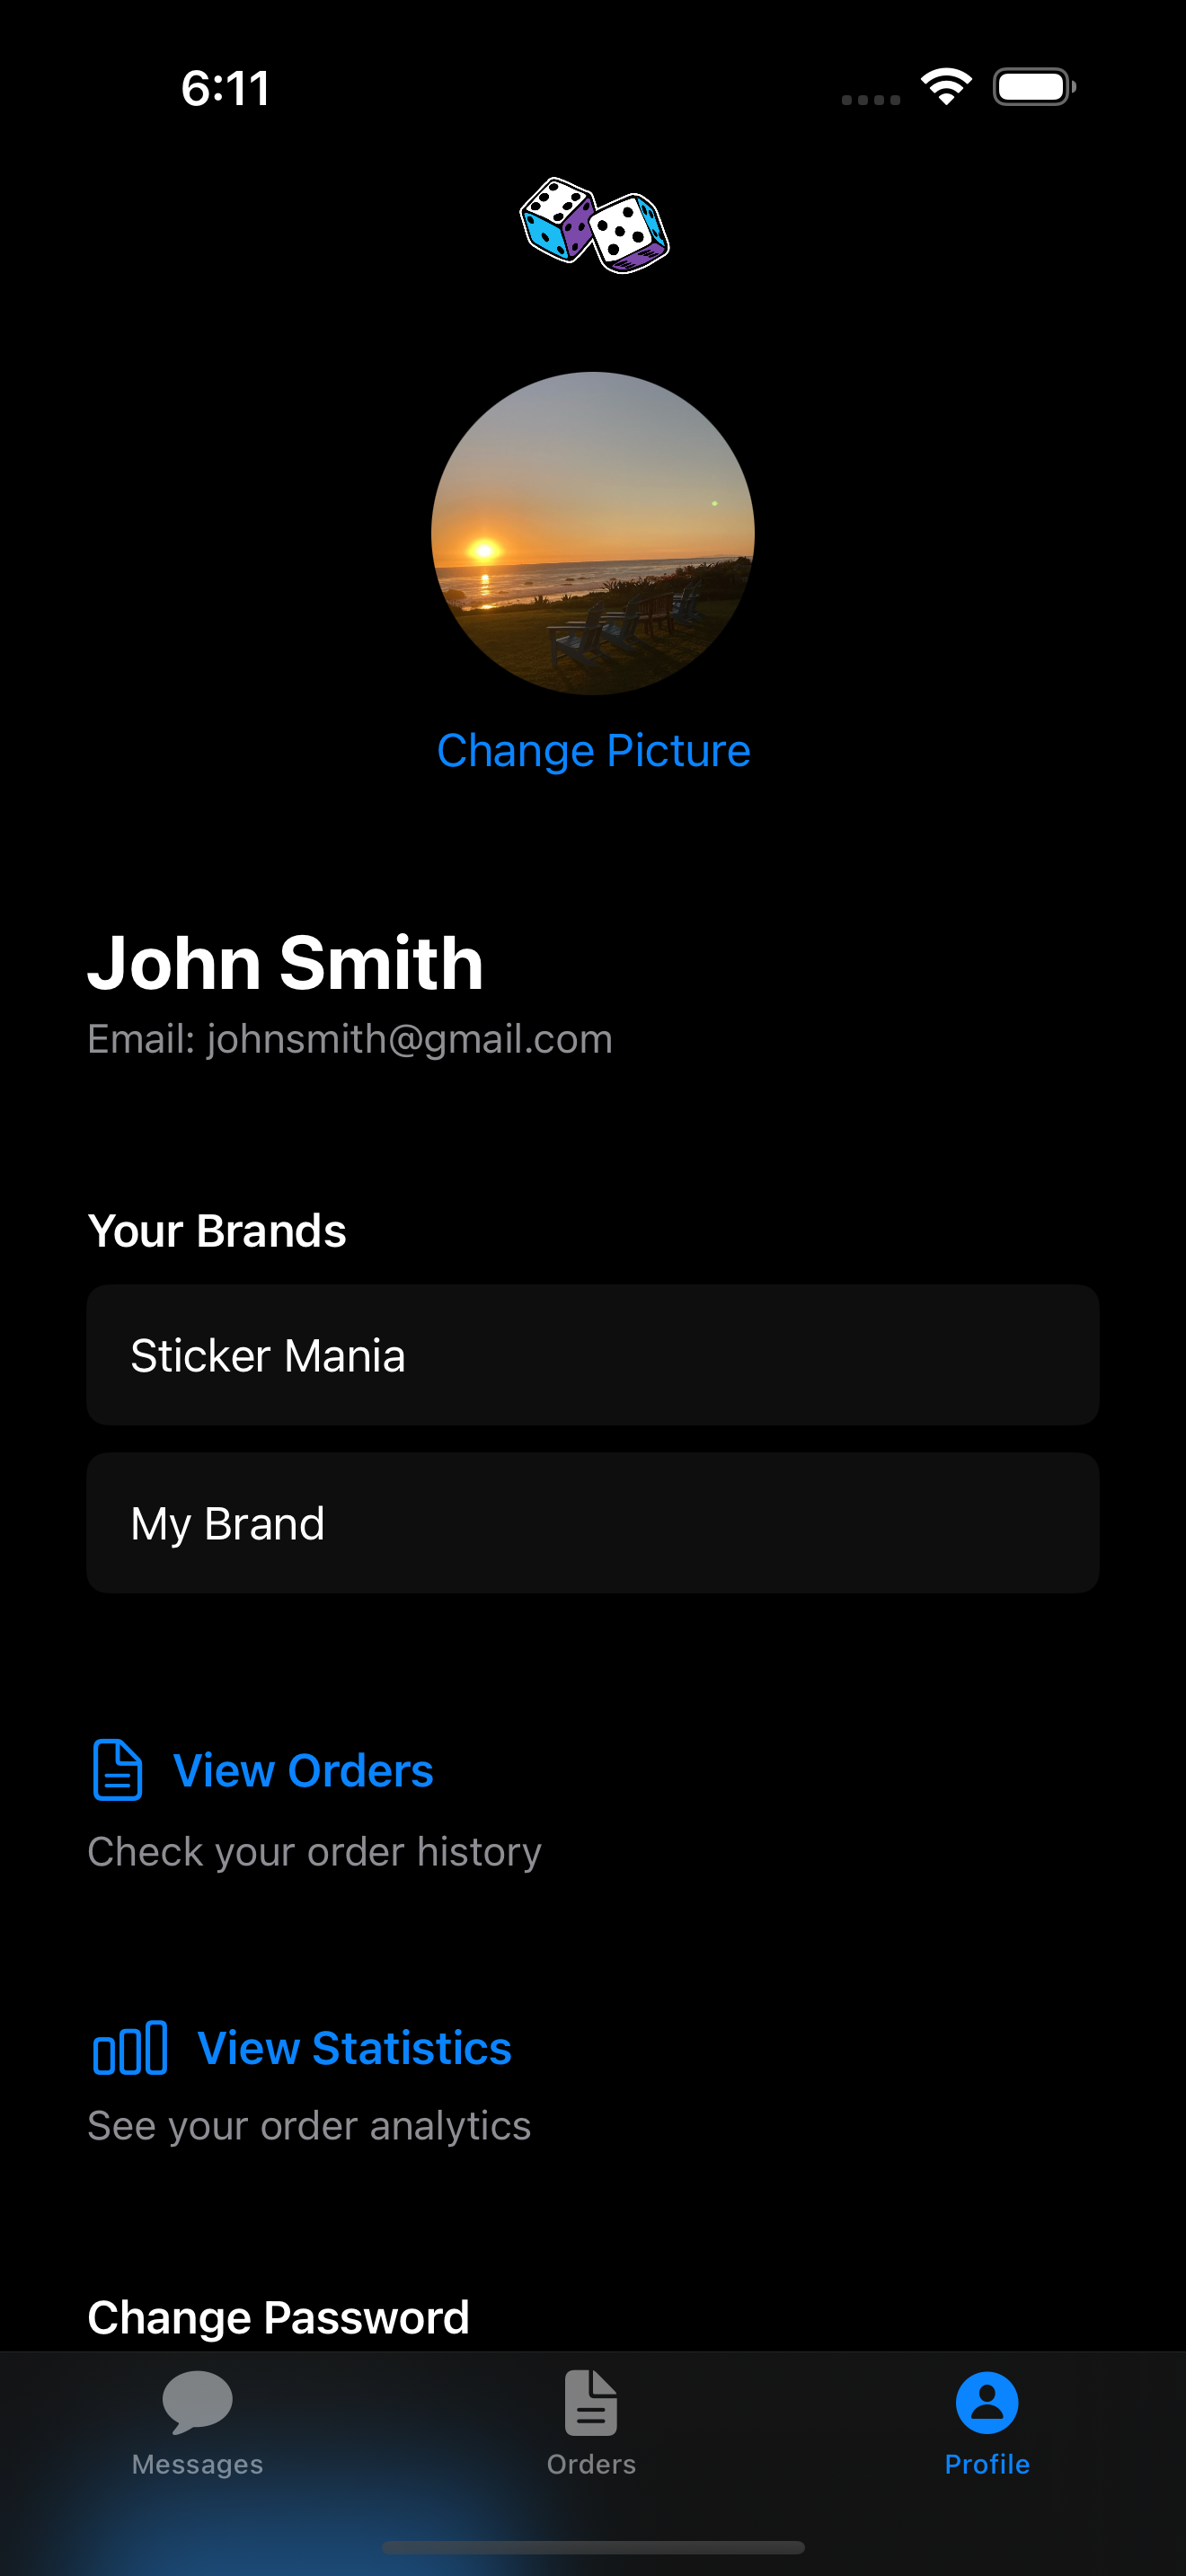 6:11
Change Picture
John Smith
Email: johnsmith@gmail.com
Your Brands
Sticker Mania
My Brand
View Orders
Check your order history
View Statistics
See your order analytics
Change Password
Messages
Orders
Profile